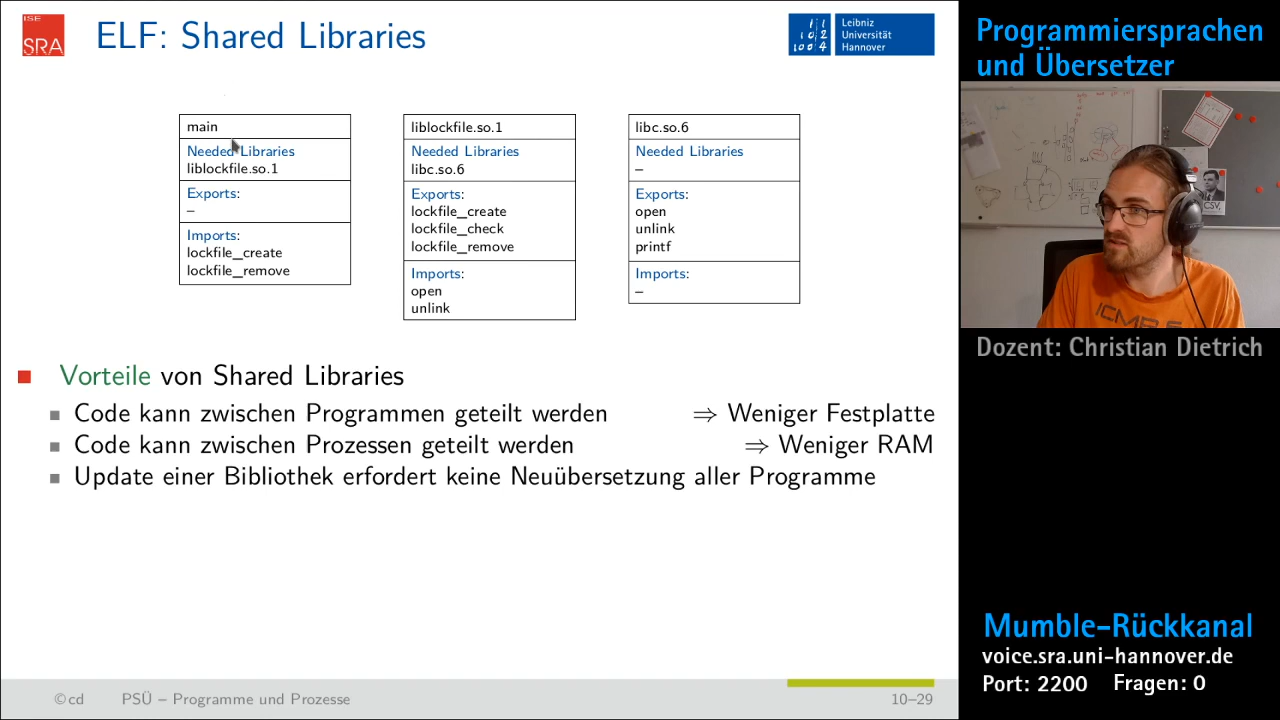 ISE
SRA
ELF: Shared Libraries
Leibniz
Universität
Hannover
main
Needed Libraries
liblockfile.so.1
Exports:
–
Imports:
lockfile_create
lockfile_remove
liblockfile.so.1
Needed Libraries
libc.so.6
Exports:
lockfile_create
lockfile_check
lockfile_remove
Imports:
open
unlink
libc.so.6
Needed Libraries
–
Exports:
open
unlink
printf
Imports:
–
Vorteile von Shared Libraries
Code kann zwischen Programmen geteilt werden ⇒ Weniger Festplatte
Code kann zwischen Prozessen geteilt werden ⇒ Weniger RAM
Update einer Bibliothek erfordert keine Neuübersetzung aller Programme
©cd PSÜ – Programme und Prozesse 10–29
Programmiersprachen
und Übersetzer
CSV,
Dozent: Christian Dietrich
Mumble-Rückkanal
voice.sra.uni-hannover.de
Port: 2200 Fragen: 0